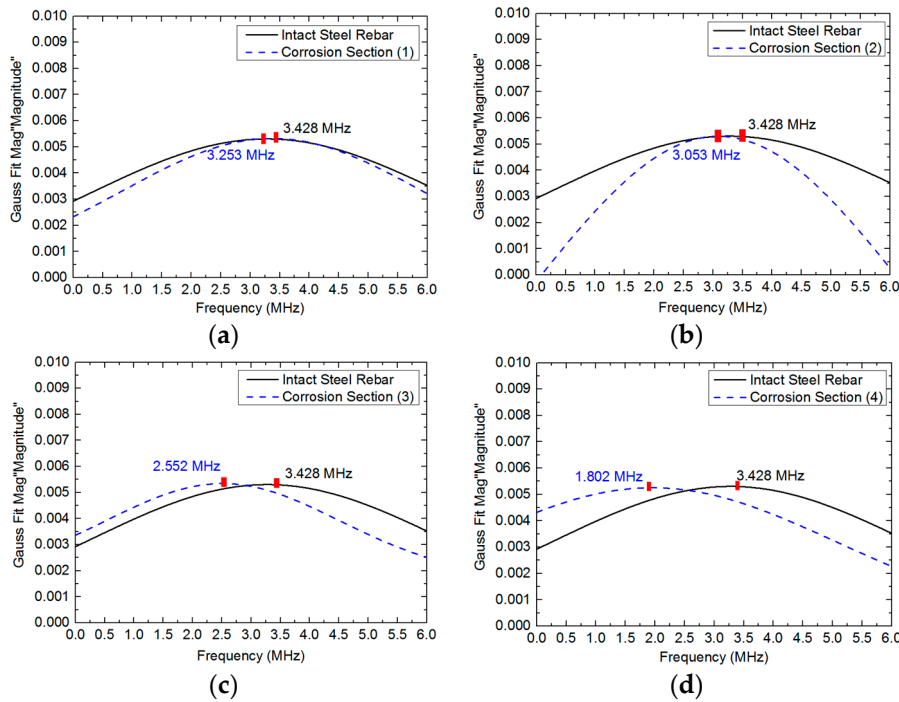 0.010
0.009
0.008
0.007
0.006
0.005
0.004
0.003
0.002
0.001
0.000
Gauss Fit Mag"Magnitude"
Intact Steel Rebar
Corrosion Section (1)
3.428 MHz
3.253 MHz
0.0 0.5 1.0 1.5 2.0 2.5 3.0 3.5 4.0 4.5 5.0 5.5 6.0
Frequency (MHz)
(a)
0.010
0.009
0.008
0.007
0.006
0.005
0.004
0.003
0.002
0.001
0.000
Gauss Fit Mag"Magnitude"
Intact Steel Rebar
Corrosion Section (2)
3.428 MHz
3.053 MHz
0.0 0.5 1.0 1.5 2.0 2.5 3.0 3.5 4.0 4.5 5.0 5.5 6.0
Frequency (MHz)
(b)
0.010
0.009
0.008
0.007
0.006
0.005
0.004
0.003
0.002
0.001
0.000
Gauss Fit Mag"Magnitude"
Intact Steel Rebar
Corrosion Section (3)
2.552 MHz
3.428 MHz
0.0 0.5 1.0 1.5 2.0 2.5 3.0 3.5 4.0 4.5 5.0 5.5 6.0
Frequency (MHz)
(c)
0.010
0.009
0.008
0.007
0.006
0.005
0.004
0.003
0.002
0.001
0.000
Gauss Fit Mag"Magnitude"
Intact Steel Rebar
Corrosion Section (4)
1.802 MHz
3.428 MHz
0.0 0.5 1.0 1.5 2.0 2.5 3.0 3.5 4.0 4.5 5.0 5.5 6.0
Frequency (MHz)
(d)